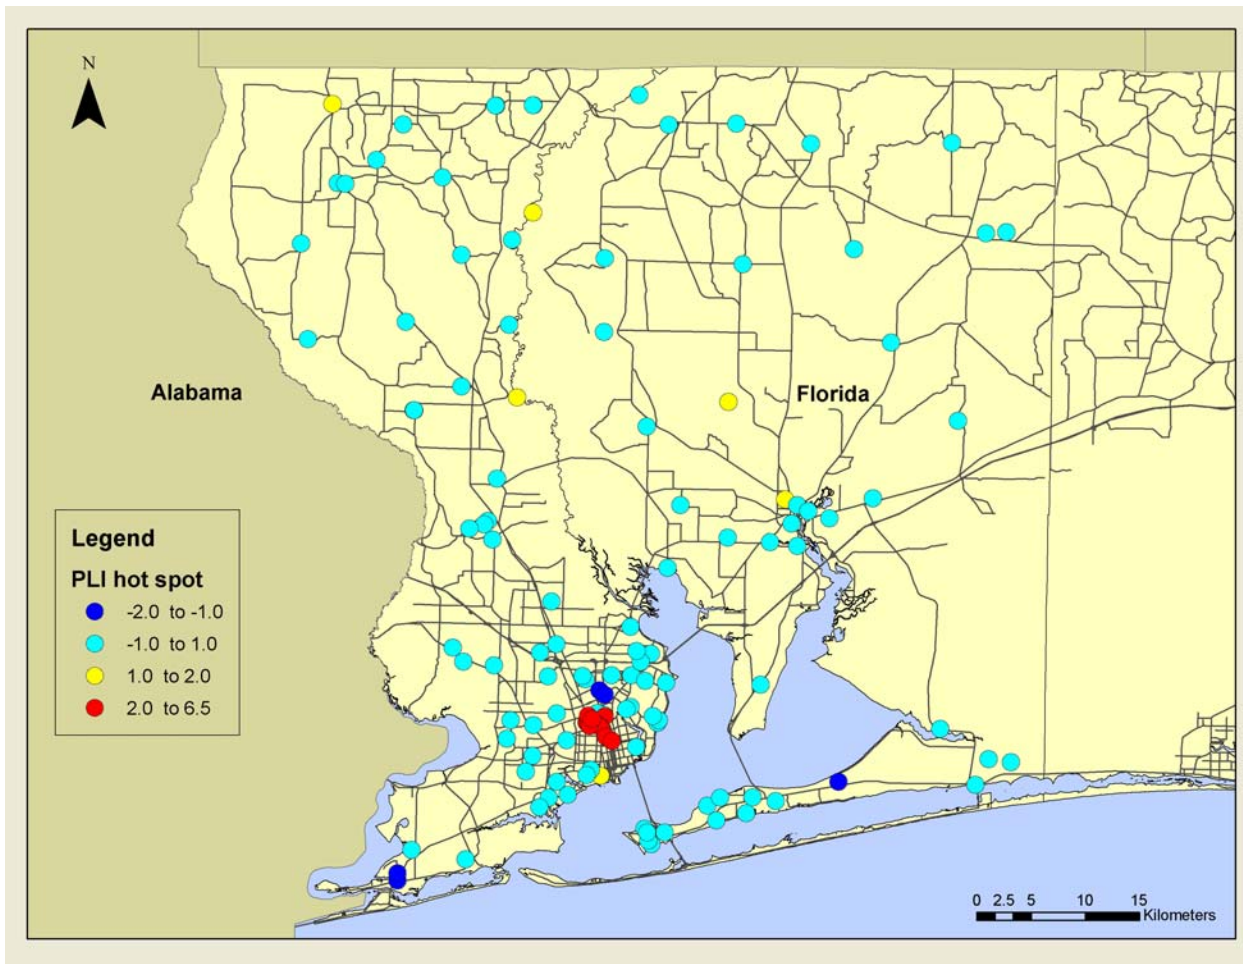 N
Alabama
Florida
Legend
PLI hot spot
-2.0 to -1.0
-1.0 to 1.0
1.0 to 2.0
2.0 to 6.5
0 2.5 5 10 15
Kilometers